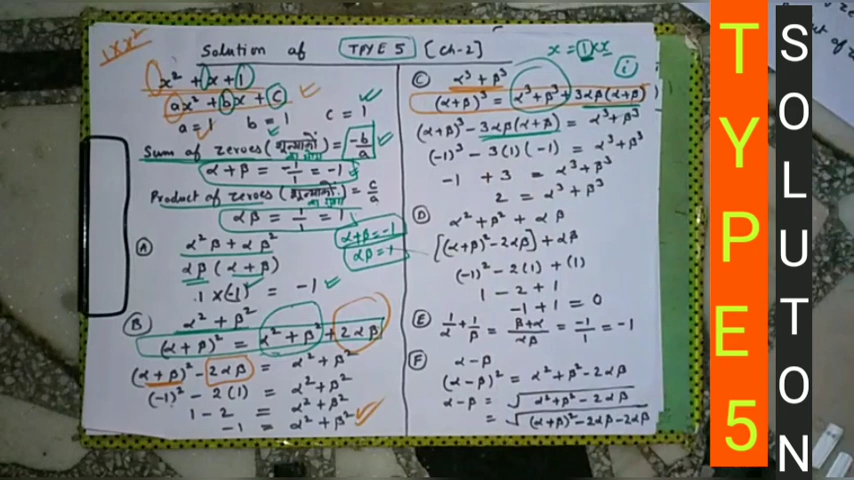 1xx²
Solution of TPYE 5 [Ch-2]
x² + 1x + 1
ax² + bx + c
a = 1 b = 1 c = 1
Sum of zeroes (शून्यकों का योग) = -b/a
α + β = -1/1 = -1
Product of zeroes (शून्यकों का गुणा) = c/a
αβ = 1/1 = 1
α+β = -1
αβ = 1
A α²β + αβ²
αβ (α + β)
1 x (-1) = -1
B α² + β²
(α + β)² = α² + β² + 2αβ
(α + β)² - 2αβ = α² + β²
(-1)² - 2(1) = α² + β²
1 - 2 = α² + β²
-1 = α² + β²
x = 1xx
i
C α³ + β³
(α+β)³ = α³ + β³ + 3αβ(α+β)
(α+β)³ - 3αβ(α+β) = α³ + β³
(-1)³ - 3(1)(-1) = α³ + β³
-1 + 3 = α³ + β³
2 = α³ + β³
D α² + β² + αβ
[(α+β)² - 2αβ] + αβ
(-1)² - 2(1) + (1)
1 - 2 + 1
-1 + 1 = 0
E 1/α + 1/β = β+α/αβ = -1/1 = -1
F α - β
(α - β)² = α² + β² - 2αβ
α - β = √α² + β² - 2αβ
= √(α + β)² - 2αβ - 2αβ
TYPE 5
SOLUTON